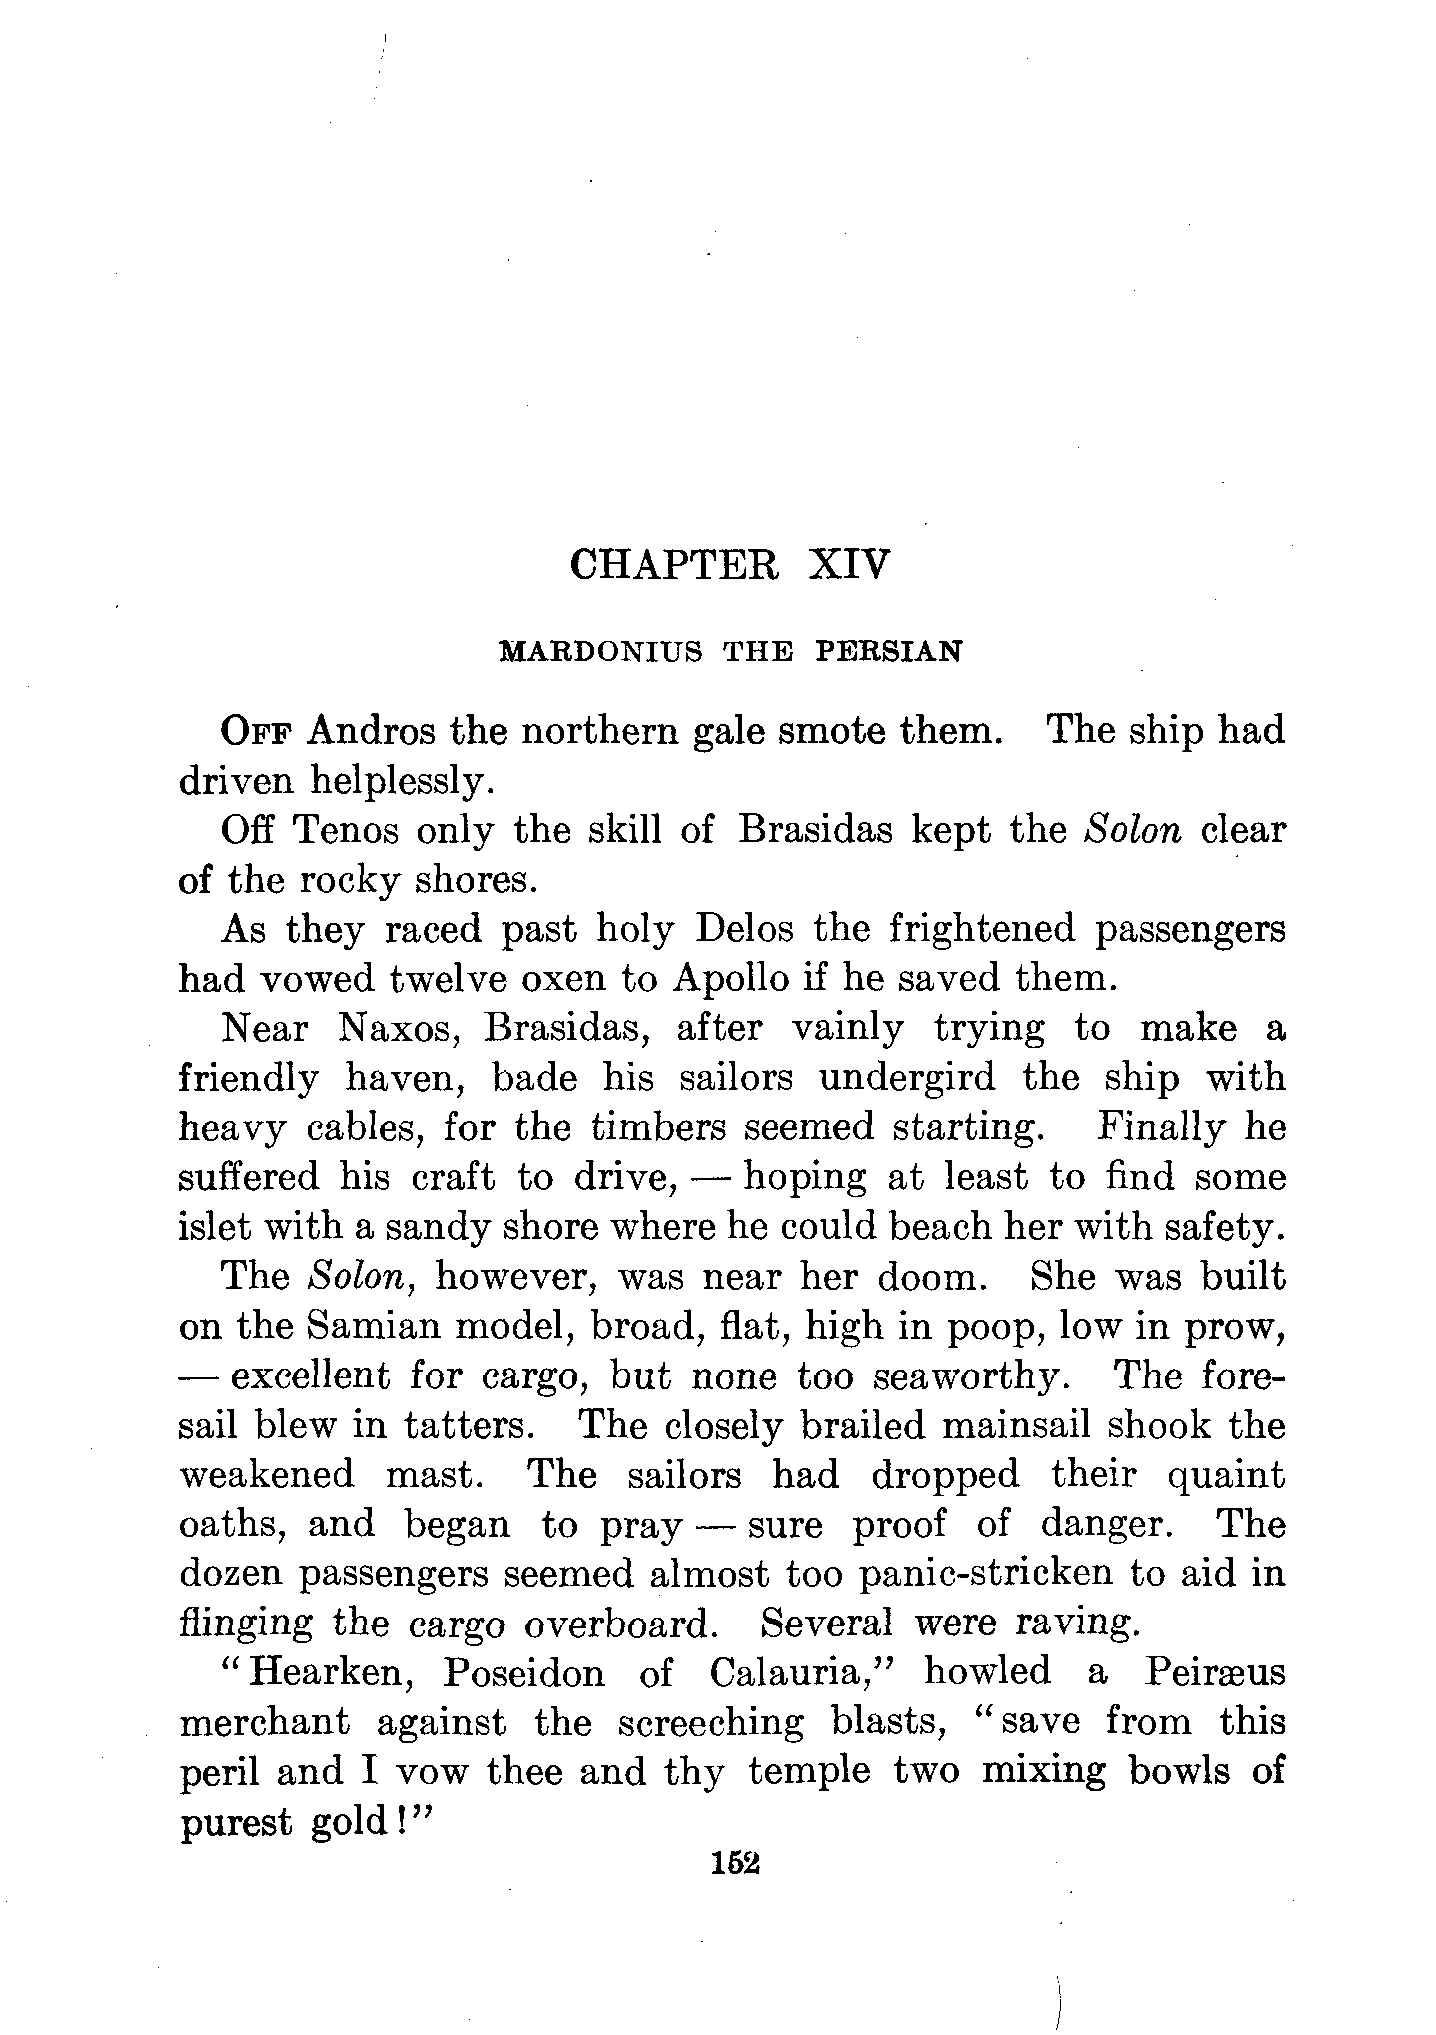 CHAPTER XIV
MARDONIUS THE PERSIAN
OFF Andros the northern gale smote them. The ship had
driven helplessly.
Off Tenos only the skill of Brasidas kept the Solon clear
of the rocky shores.
As they raced past holy Delos the frightened passengers
had vowed twelve oxen to Apollo if he saved them.
Near Naxos, Brasidas, after vainly trying to make a
friendly haven, bade his sailors undergird the ship with
heavy cables, for the timbers seemed starting. Finally he
suffered his craft to drive, — hoping at least to find some
islet with a sandy shore where he could beach her with safety.
The Solon, however, was near her doom. She was built
on the Samian model, broad, flat, high in poop, low in prow,
— excellent for cargo, but none too seaworthy. The fore-
sail blew in tatters. The closely brailed mainsail shook the
weakened mast. The sailors had dropped their quaint
oaths, and began to pray — sure proof of danger. The
dozen passengers seemed almost too panic-stricken to aid in
flinging the cargo overboard. Several were raving.
“Hearken, Poseidon of Calauria,” howled a Peiræus
merchant against the screeching blasts, “save from this
peril and I vow thee and thy temple two mixing bowls of
purest gold!”
152